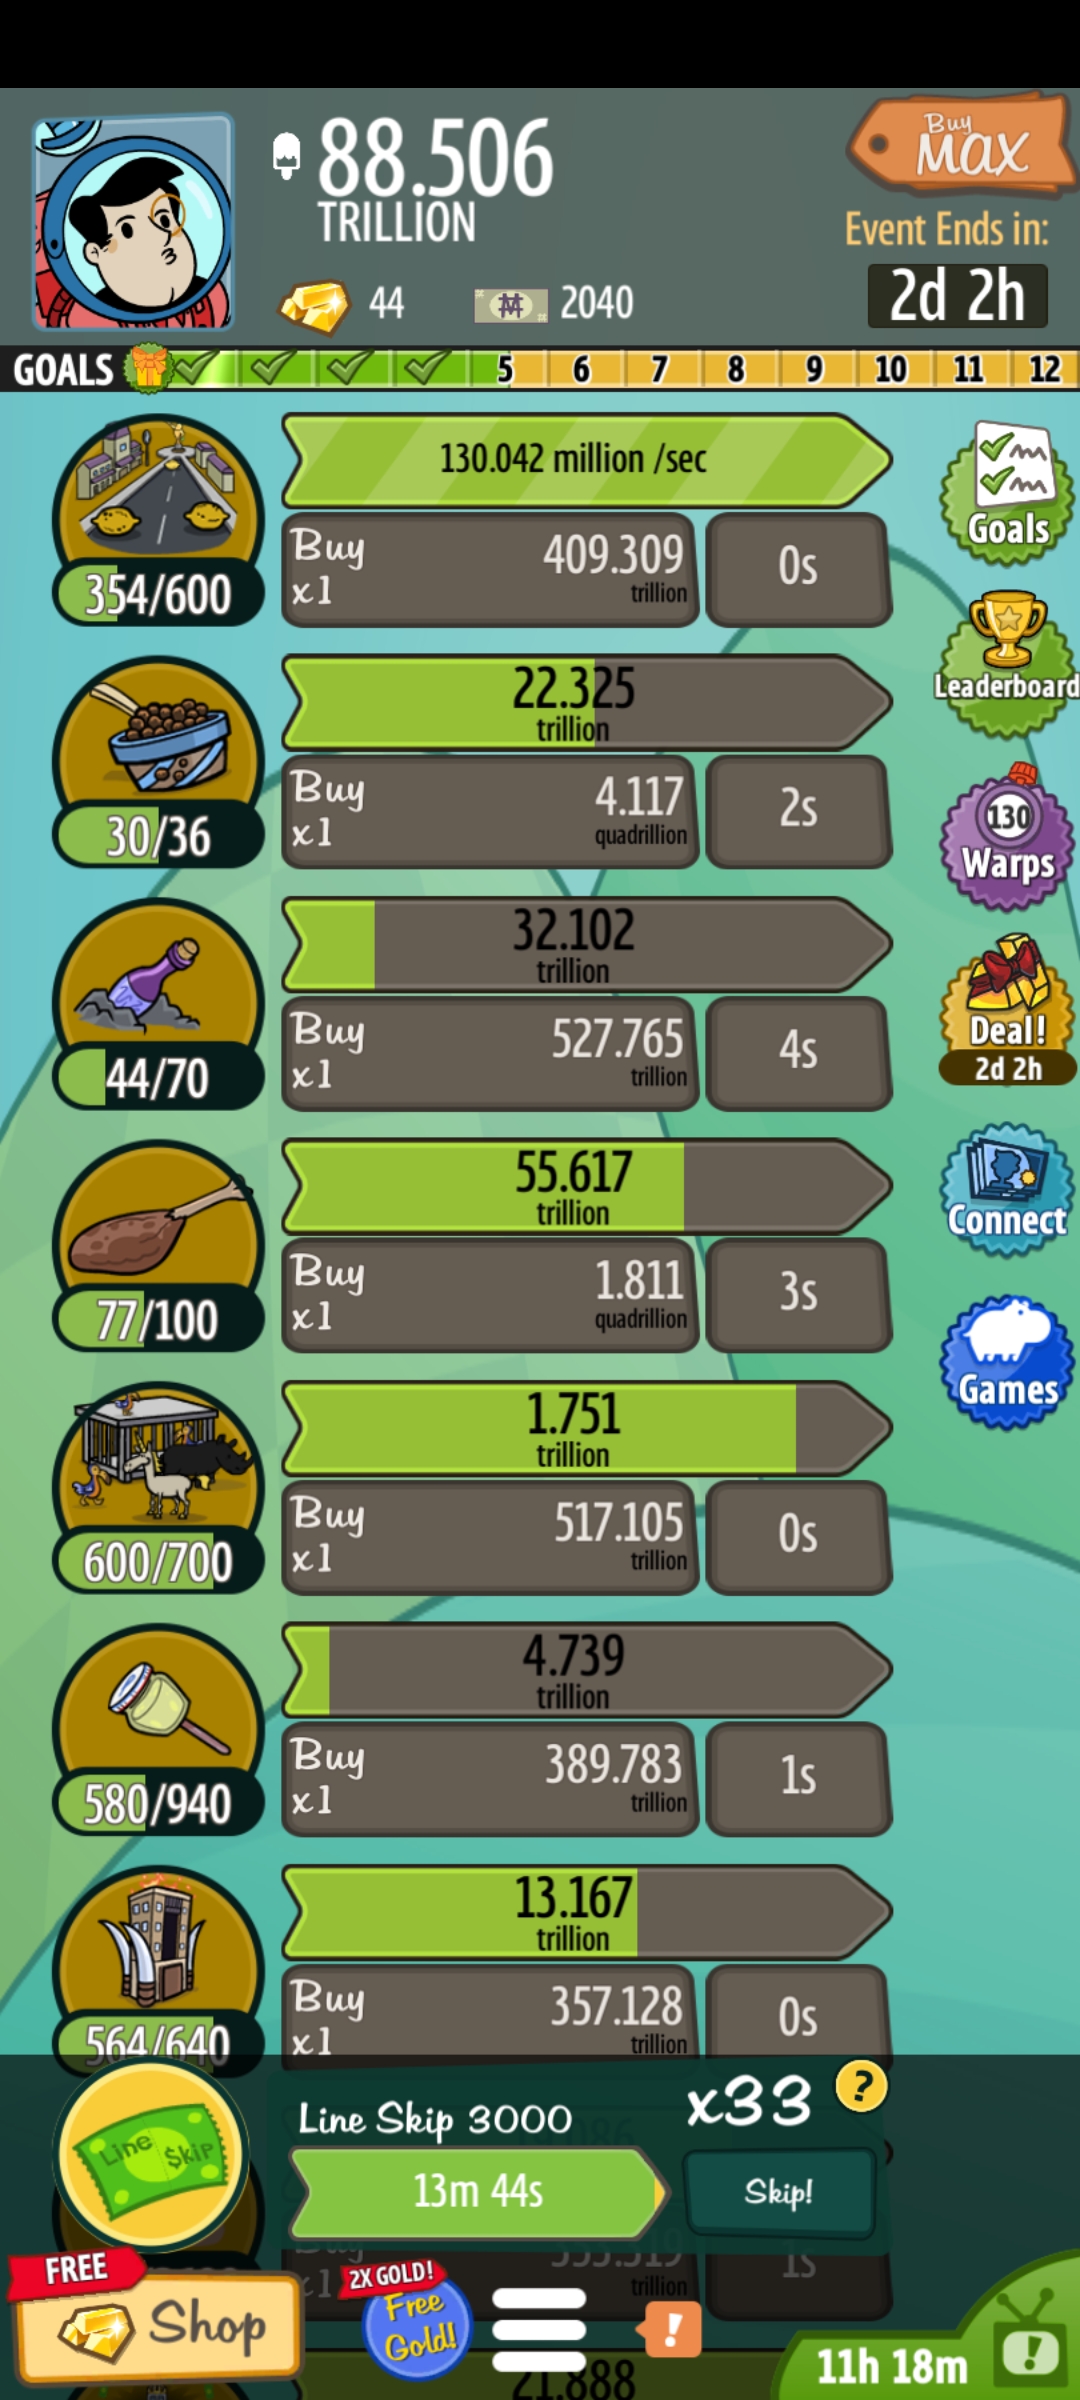 88.506
TRILLION
Buy
MAX
Event Ends in:
2d 2h
44
2040
GOALS
5 6 7 8 9 10 11 12
130.042 million /sec
Buy
x1
409.309
trillion
0s
354/600
Goals
Leaderboard
22.325
trillion
Buy
x1
4.117
quadrillion
2s
30/36
130
Warps
32.102
trillion
Buy
x1
527.765
trillion
4s
44/70
Deal!
2d 2h
55.617
trillion
Buy
x1
1.811
quadrillion
3s
77/100
Connect
1.751
trillion
Buy
x1
517.105
trillion
0s
600/700
Games
4.739
trillion
Buy
x1
389.783
trillion
1s
580/940
13.167
trillion
Buy
x1
357.128
trillion
0s
564/640
Line Skip
Line Skip 3000
x33
?
13m 44s
Skip!
trillion
1s
FREE
Shop
2X GOLD!
Free
Gold!
!
11h 18m
!
21.888